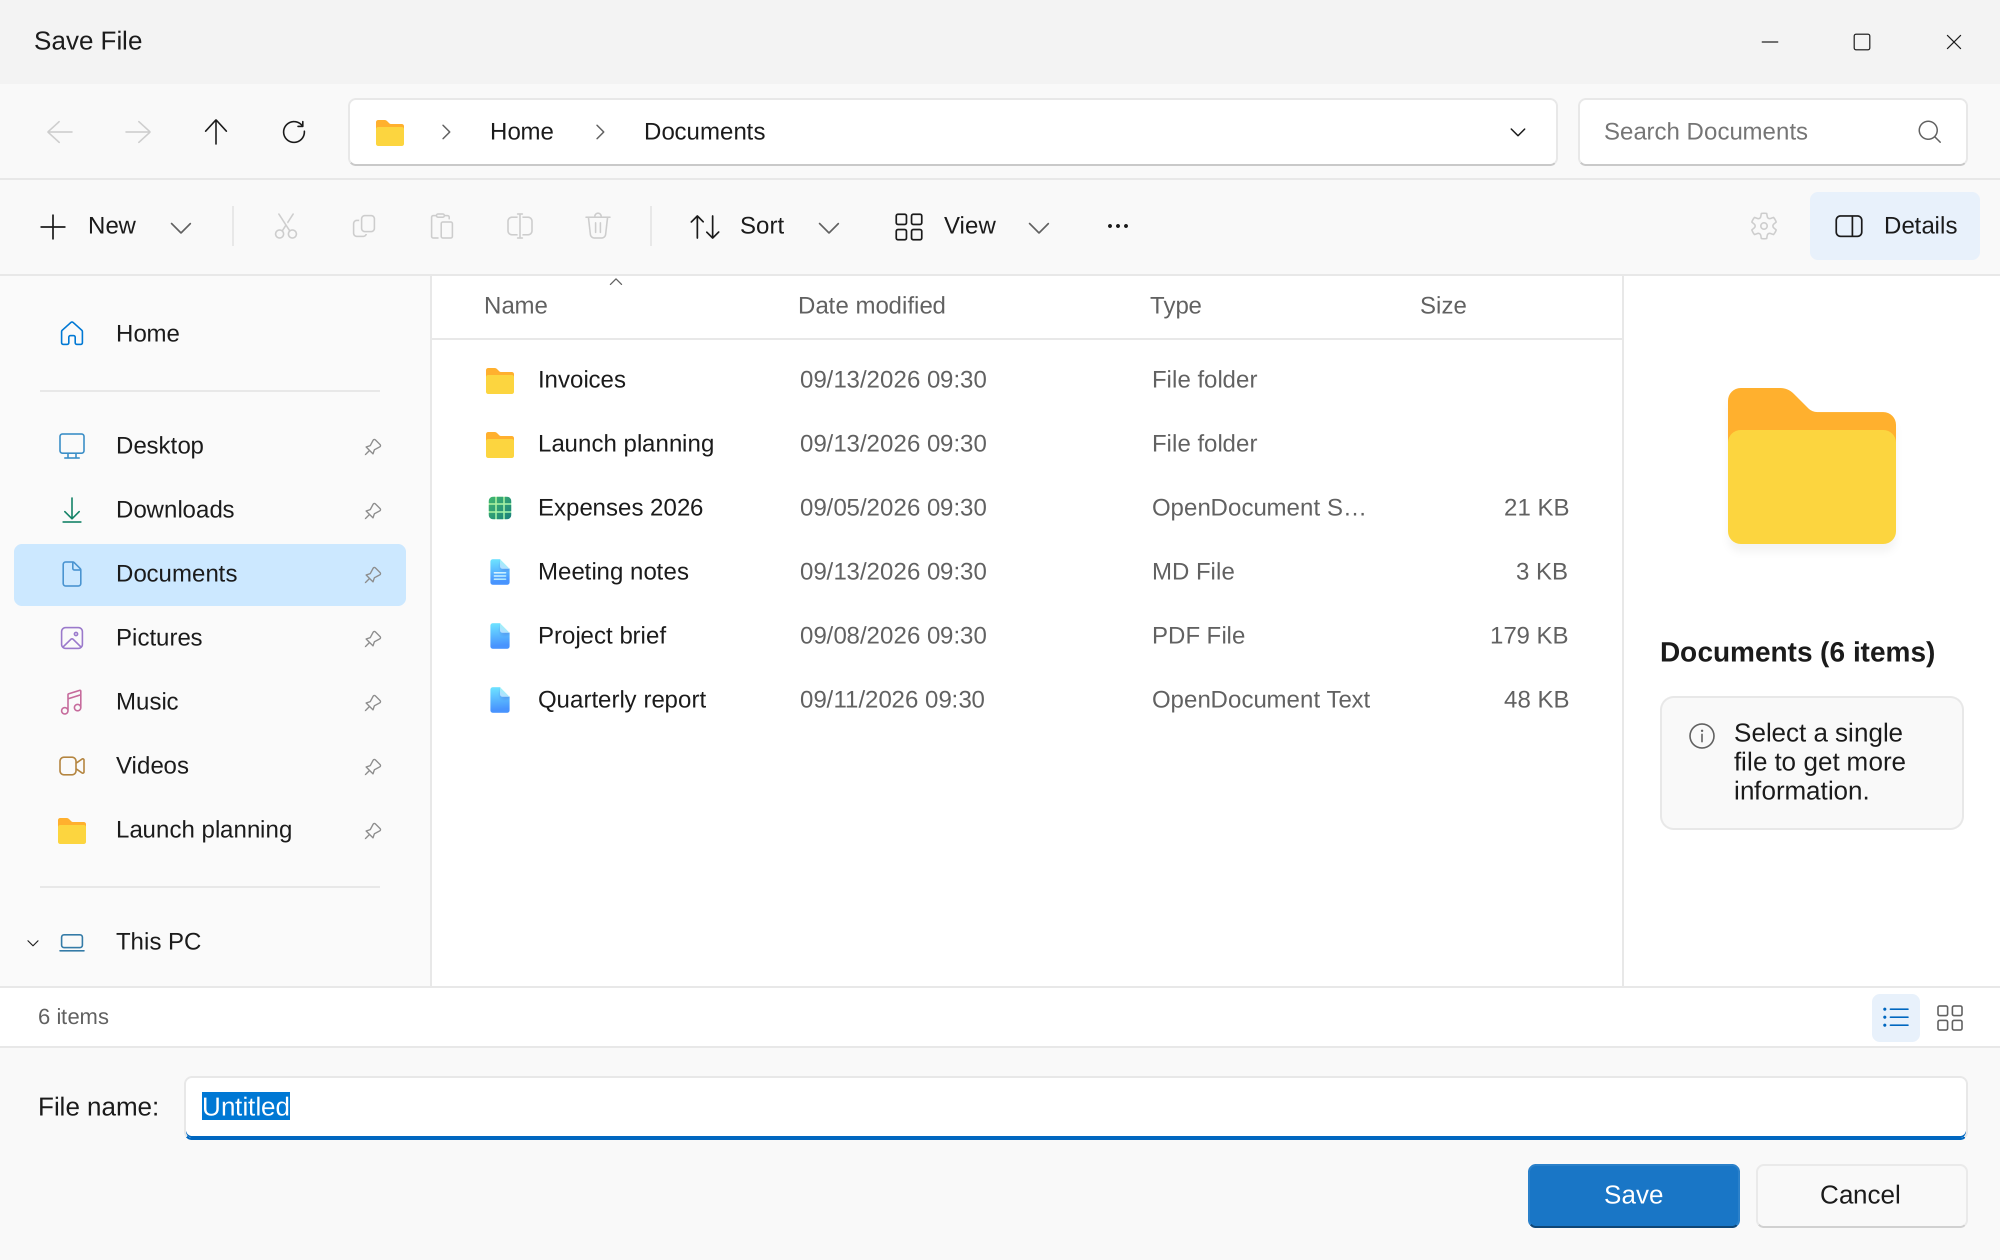 Save File
Home
Documents
Search Documents
New
Sort
View
Details
Home
Desktop
Downloads
Documents
Pictures
Music
Videos
Launch planning
This PC
Name Date modified Type Size
Invoices 09/13/2026 09:30 File folder
Launch planning 09/13/2026 09:30 File folder
Expenses 2026 09/05/2026 09:30 OpenDocument S… 21 KB
Meeting notes 09/13/2026 09:30 MD File 3 KB
Project brief 09/08/2026 09:30 PDF File 179 KB
Quarterly report 09/11/2026 09:30 OpenDocument Text 48 KB
Documents (6 items)
Select a single
file to get more
information.
6 items
File name: Untitled
Save
Cancel